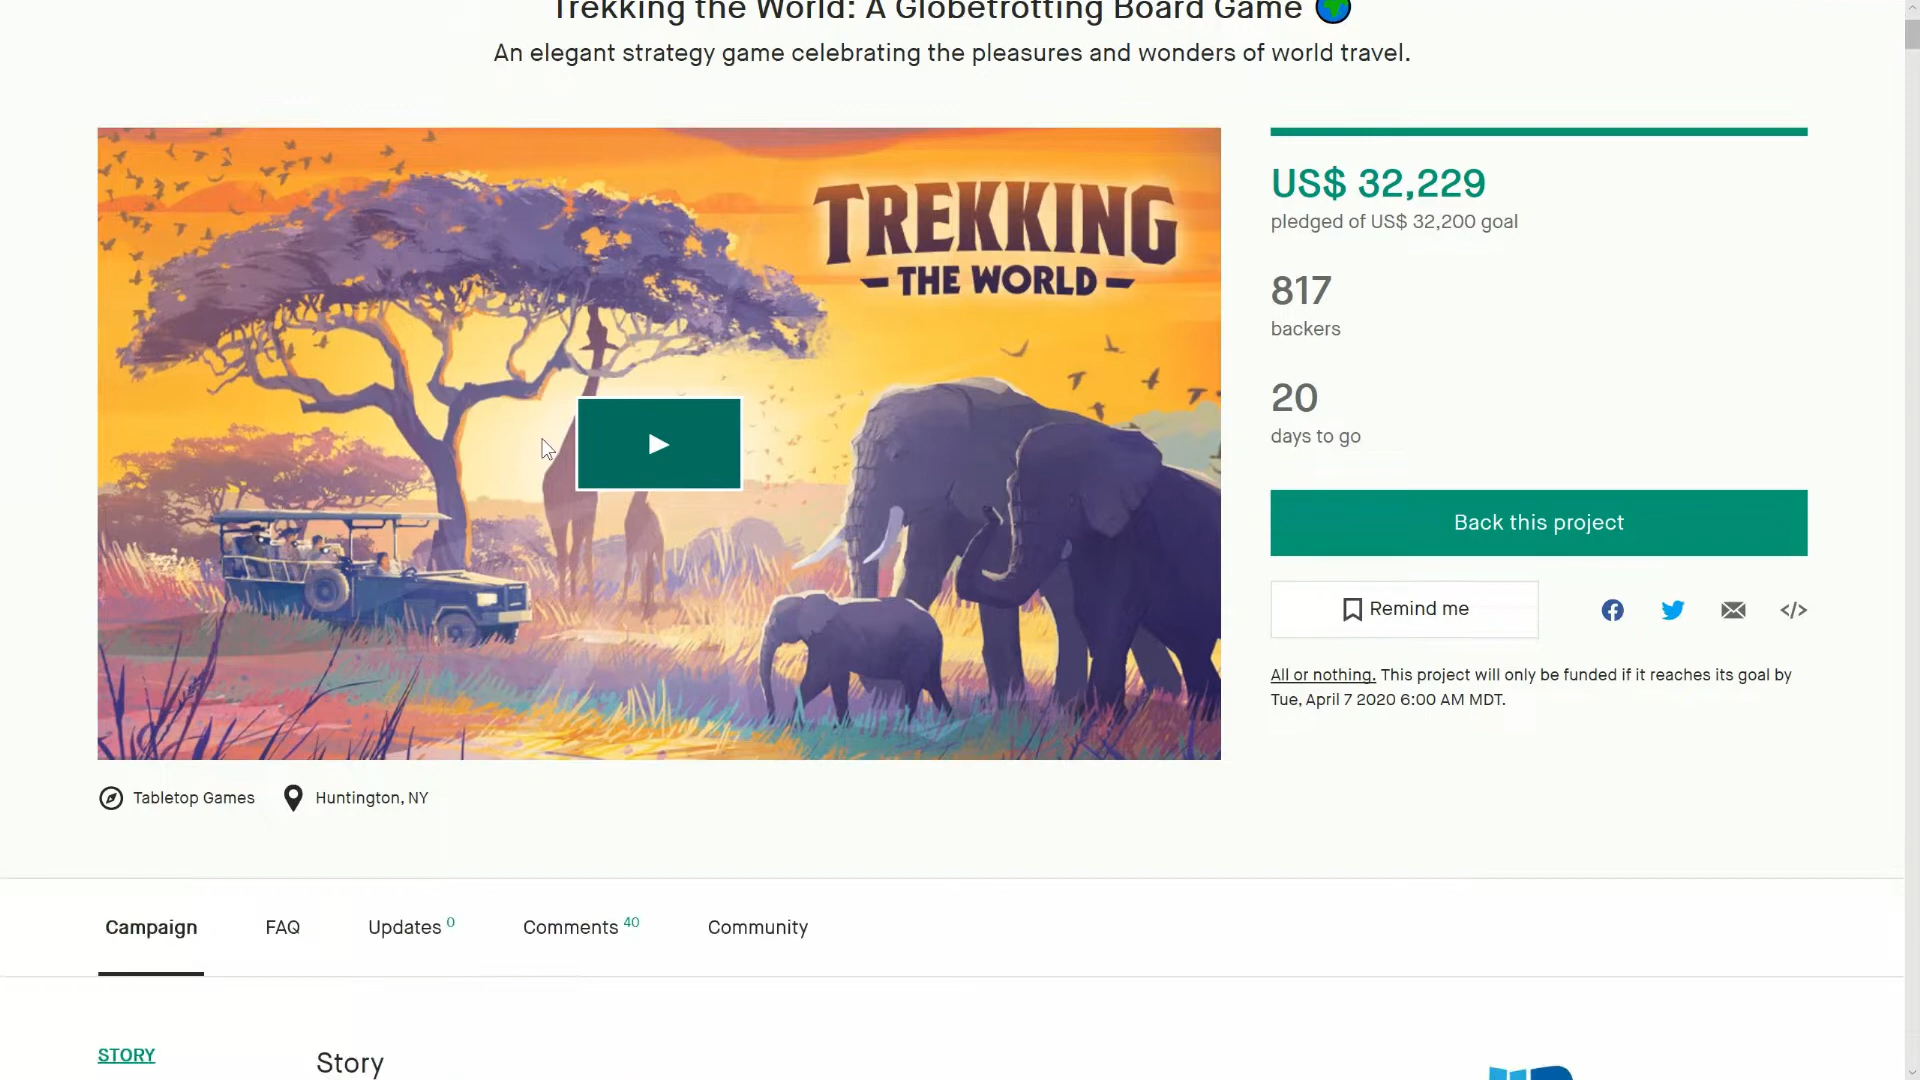 Trekking the World: A Globetrotting Board Game
An elegant strategy game celebrating the pleasures and wonders of world travel.
TREKKING
THE WORLD
US$ 32,229
pledged of US$ 32,200 goal
817
backers
20
days to go
Back this project
Remind me
All or nothing. This project will only be funded if it reaches its goal by
Tue, April 7 2020 6:00 AM MDT.
Tabletop Games
Huntington, NY
Campaign
FAQ
Updates 0
Comments 40
Community
STORY
Story